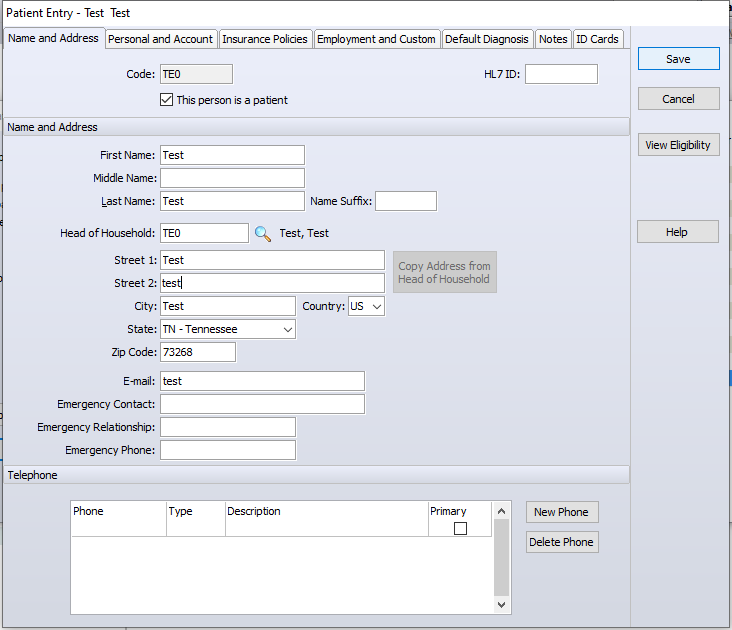 Patient Entry - Test  Test
Name and Address
Personal and Account
Insurance Policies
Employment and Custom
Default Diagnosis
Notes
ID Cards
Code: TE0
HL7 ID:
This person is a patient
Save
Cancel
View Eligibility
Help
Name and Address
First Name: Test
Middle Name:
Last Name: Test
Name Suffix:
Head of Household: TE0
Test, Test
Street 1: Test
Street 2: test
Copy Address from
Head of Household
City: Test
Country: US
State: TN - Tennessee
Zip Code: 73268
E-mail: test
Emergency Contact:
Emergency Relationship:
Emergency Phone:
Telephone
Phone
Type
Description
Primary
New Phone
Delete Phone